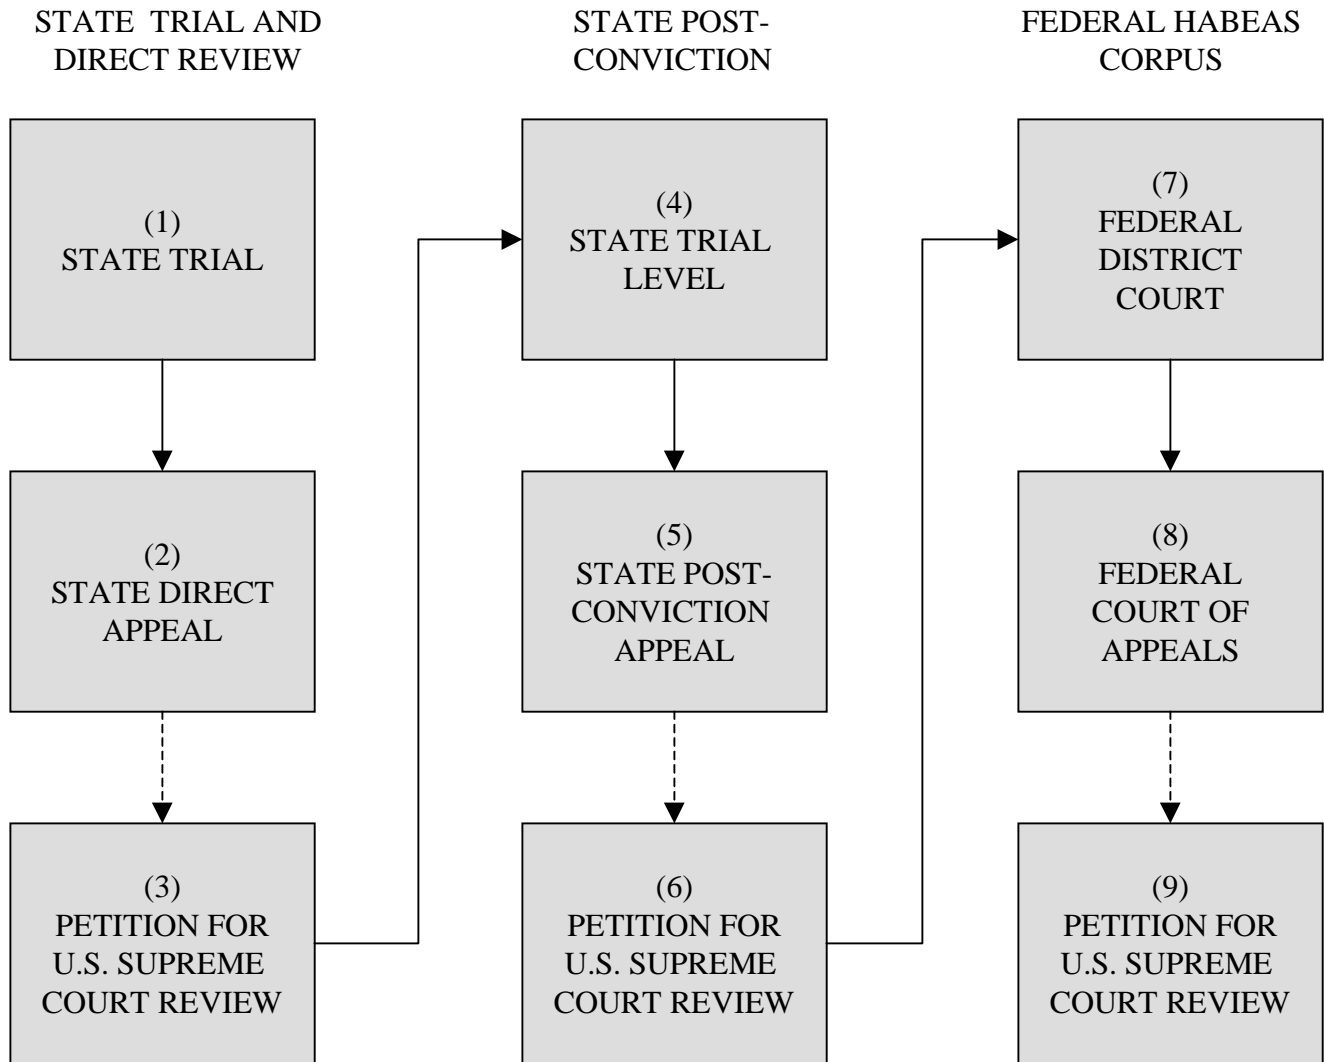 STATE TRIAL AND
DIRECT REVIEW
(1)
STATE TRIAL
(2)
STATE DIRECT
APPEAL
(3)
PETITION FOR
U.S. SUPREME
COURT REVIEW
STATE POST-
CONVICTION
(4)
STATE TRIAL
LEVEL
(5)
STATE POST-
CONVICTION
APPEAL
(6)
PETITION FOR
U.S. SUPREME
COURT REVIEW
FEDERAL HABEAS
CORPUS
(7)
FEDERAL
DISTRICT
COURT
(8)
FEDERAL
COURT OF
APPEALS
(9)
PETITION FOR
U.S. SUPREME
COURT REVIEW